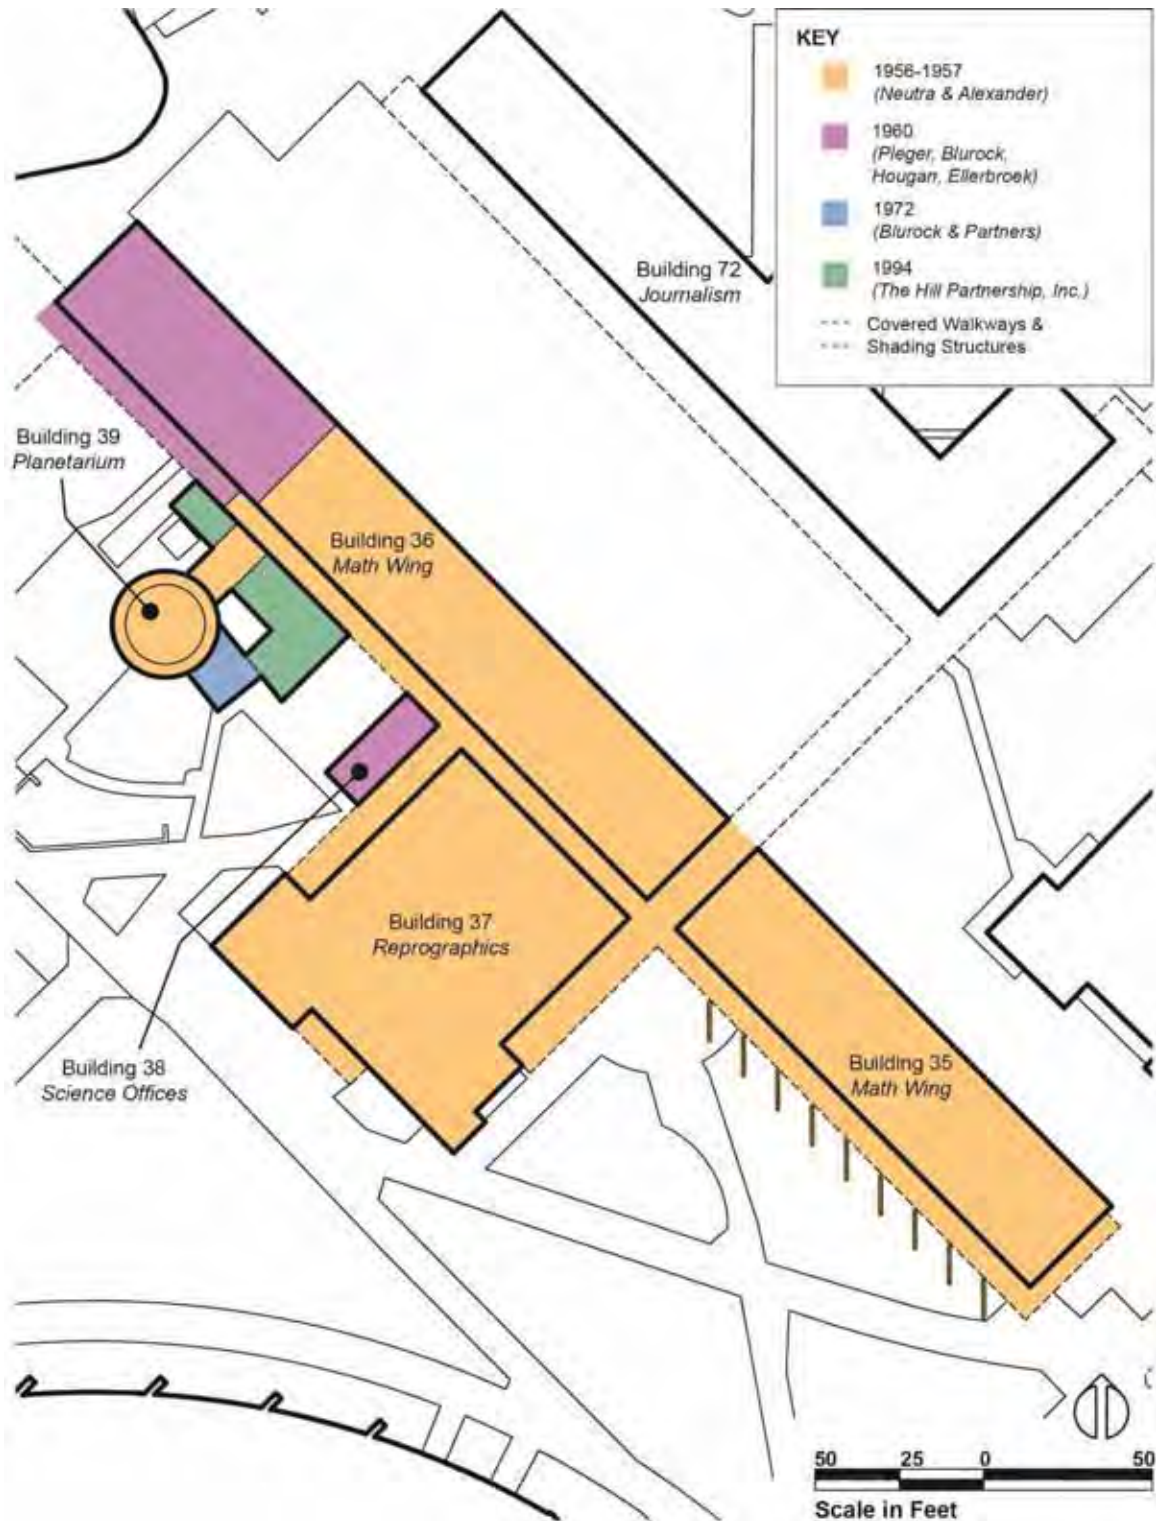 KEY
1956-1957
(Neutra & Alexander)
1960
(Pleger, Blurock,
Hougan, Ellerbroek)
1972
(Blurock & Partners)
1994
(The Hill Partnership, Inc.)
Covered Walkways &
Shading Structures
Building 72
Journalism
Building 39
Planetarium
Building 36
Math Wing
Building 37
Reprographics
Building 38
Science Offices
Building 35
Math Wing
50 25 0 50
Scale in Feet